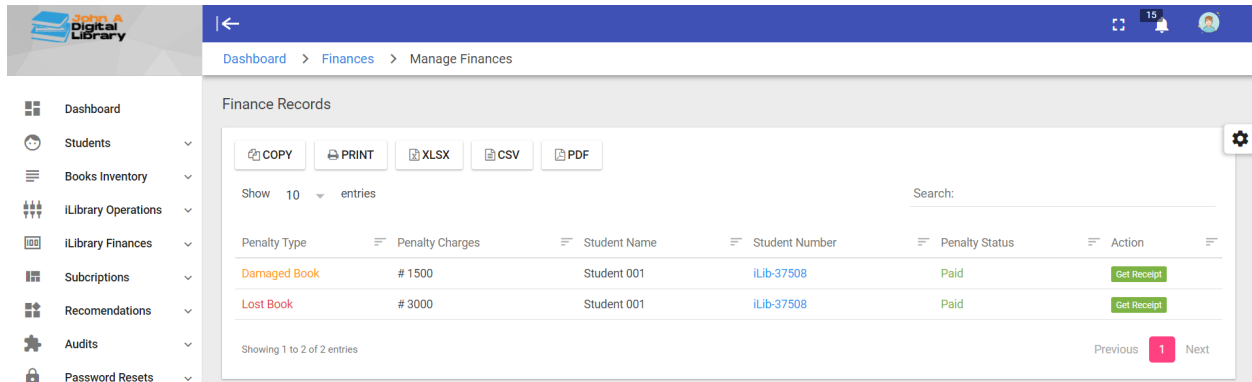 John A
Digital
Library
15
Dashboard > Finances > Manage Finances
Dashboard
Students
Books Inventory
iLibrary Operations
iLibrary Finances
Subcriptions
Recomendations
Audits
Password Resets
Finance Records
COPY PRINT XLSX CSV PDF
Show 10 entries Search:
Penalty Type Penalty Charges Student Name Student Number Penalty Status Action
Damaged Book # 1500 Student 001 iLib-37508 Paid Get Receipt
Lost Book # 3000 Student 001 iLib-37508 Paid Get Receipt
Showing 1 to 2 of 2 entries Previous 1 Next